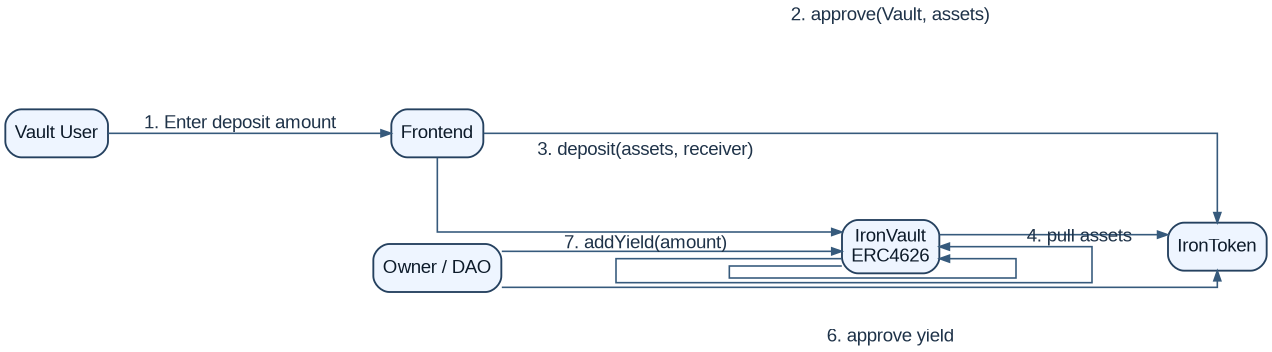 2. approve(Vault, assets)
1. Enter deposit amount
Vault User
Frontend
3. deposit(assets, receiver)
7. addYield(amount)
IronVault
ERC4626
4. pull assets
IronToken
Owner / DAO
6. approve yield